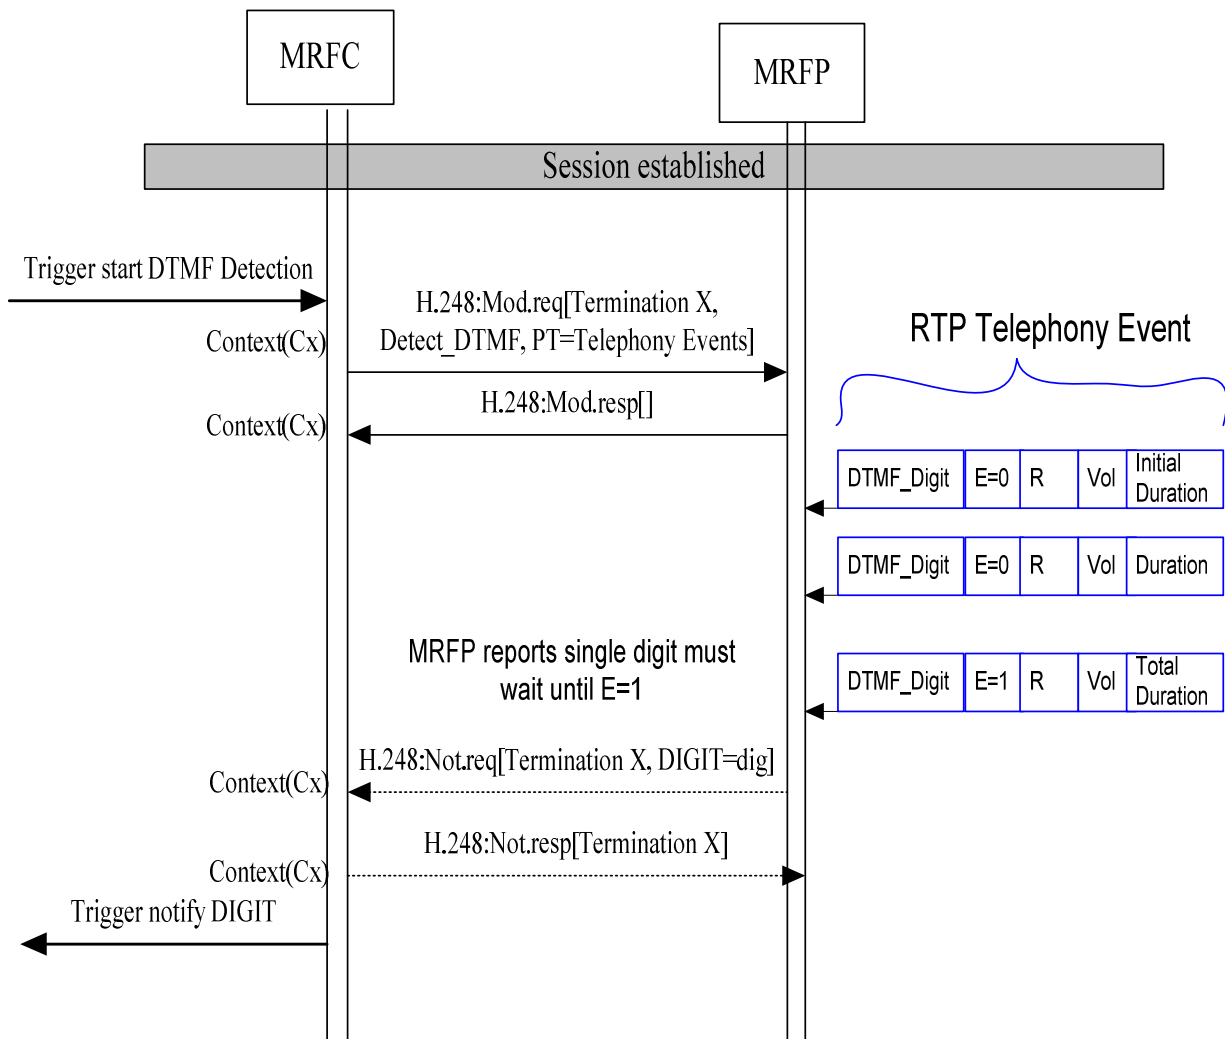 MRFC
MRFP
Session established
Trigger start DTMF Detection
H.248:Mod.req[Termination X,
Detect_DTMF, PT=Telephony Events]
Context(Cx)
RTP Telephony Event
H.248:Mod.resp[]
Context(Cx)
DTMF_Digit E=0 R Vol Initial
Duration
DTMF_Digit E=0 R Vol Duration
MRFP reports single digit must
wait until E=1
DTMF_Digit E=1 R Vol Total
Duration
H.248:Not.req[Termination X, DIGIT=dig]
Context(Cx)
H.248:Not.resp[Termination X]
Context(Cx)
Trigger notify DIGIT